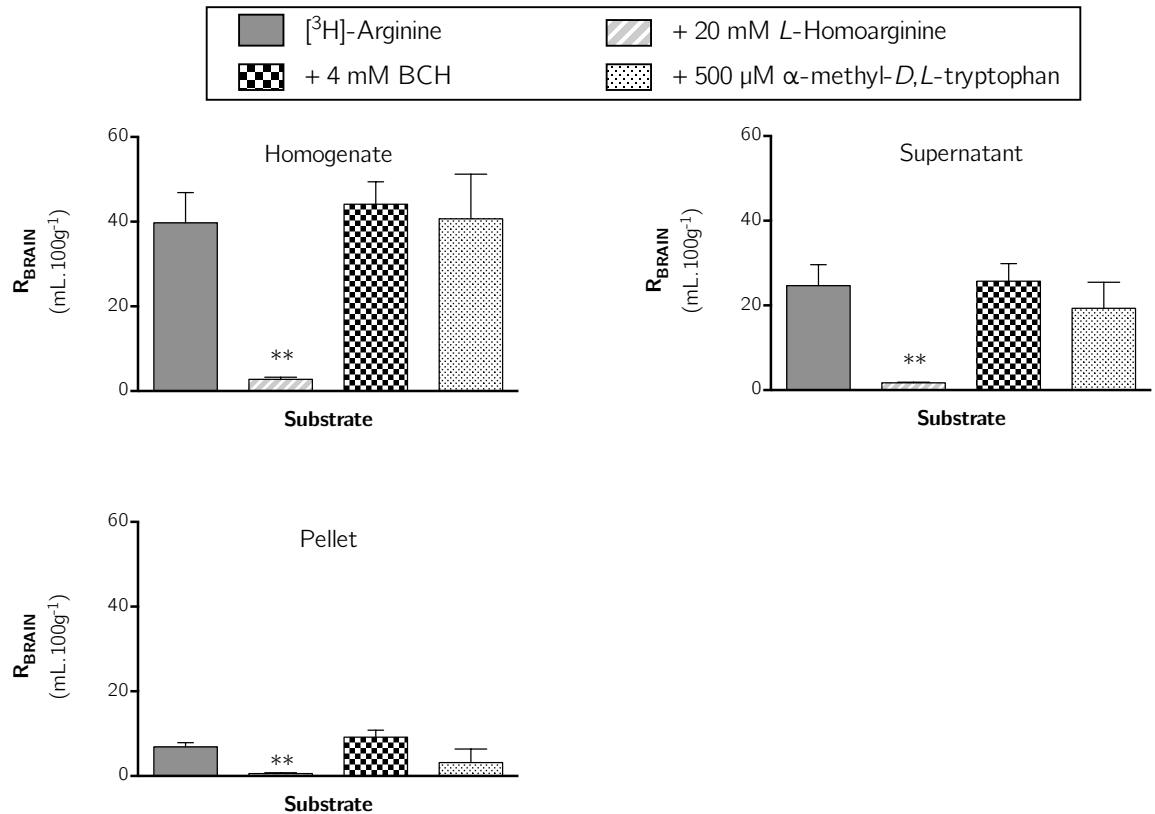 [³H]-Arginine
+ 20 mM L-Homoarginine
+ 4 mM BCH
+ 500 µM α-methyl-D,L-tryptophan
Homogenate
60
40
20
0
R_BRAIN
(mL.100g⁻¹)
**
Substrate
Supernatant
60
40
20
0
R_BRAIN
(mL.100g⁻¹)
**
Substrate
Pellet
60
40
20
0
R_BRAIN
(mL.100g⁻¹)
**
Substrate